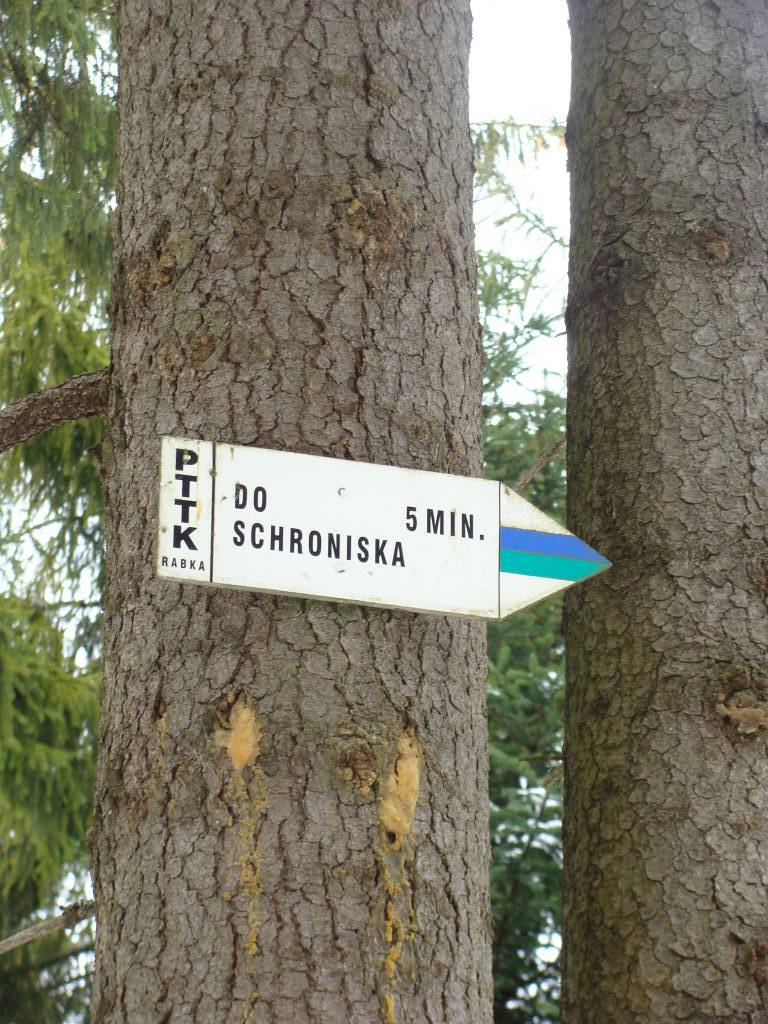 PTTK
RABKA
DO
5 MIN.
SCHRONISKA